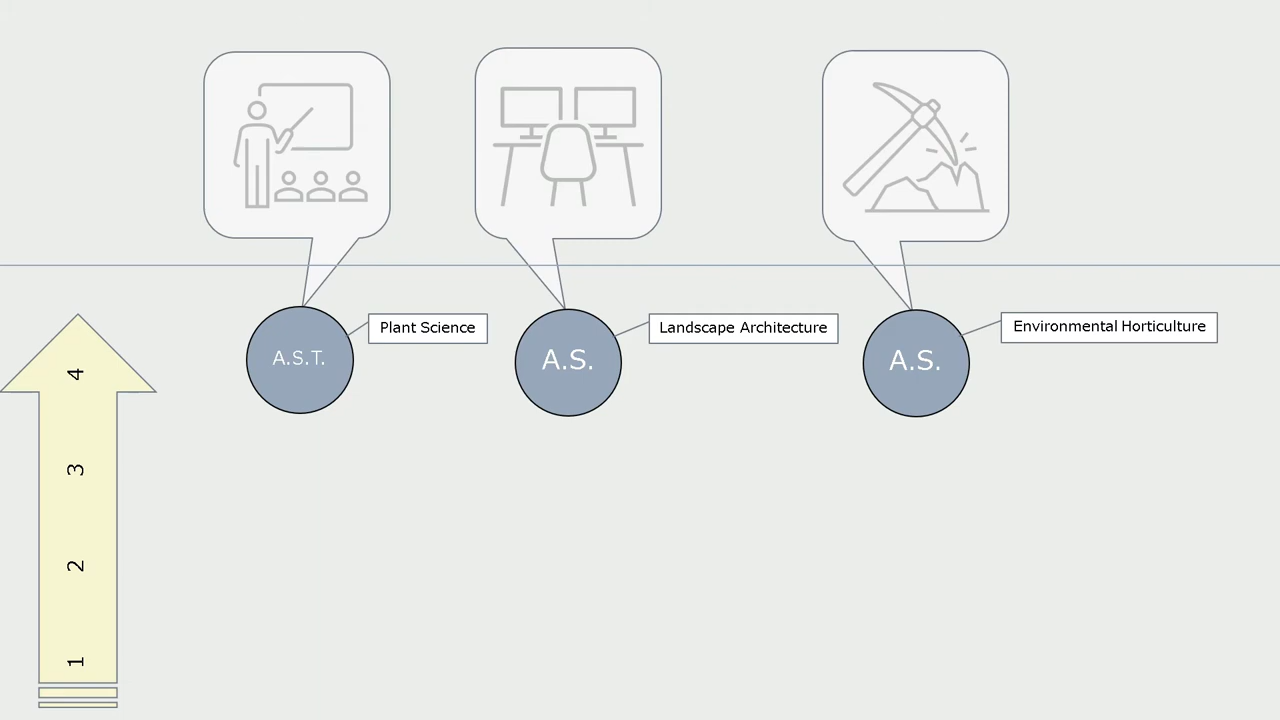 A.S.T.
Plant Science
A.S.
Landscape Architecture
A.S.
Environmental Horticulture
4
3
2
1